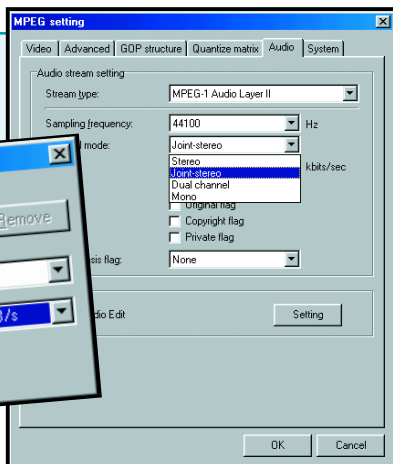 MPEG setting
Video Advanced GOP structure Quantize matrix Audio System
Audio stream setting
Stream type: MPEG-1 Audio Layer II
Sampling frequency: 44100 Hz
mode: Joint-stereo
Stereo
Joint-stereo kbits/sec
Dual channel
Mono
Original flag
Copyright flag
Private flag
flag: None
Edit Setting
OK Cancel
Remove
/s